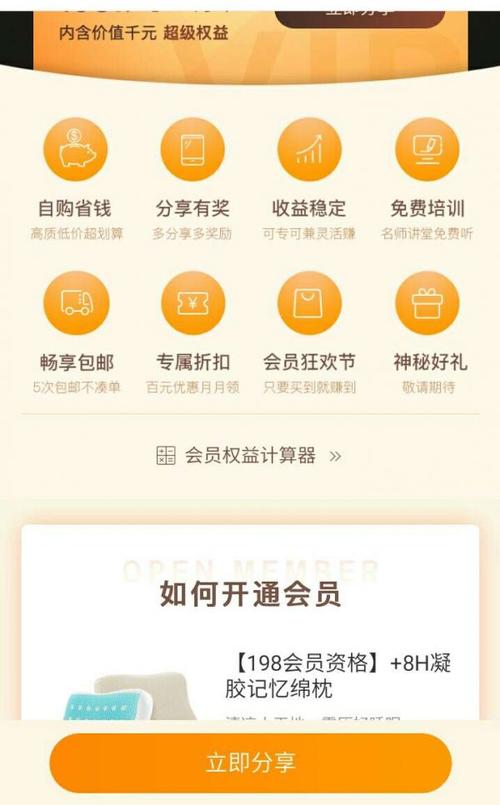 立即分享
内含价值千元 超级权益
VIP
自购省钱 分享有奖 收益稳定 免费培训
高质低价超划算 多分享多奖励 可专可兼灵活赚 名师讲堂免费听
畅享包邮 专属折扣 会员狂欢节 神秘好礼
5次包邮不凑单 百元优惠月月领 只要买到就赚到 敬请期待
会员权益计算器 »
OPEN MEMBER
如何开通会员
【198会员资格】+8H凝
胶记忆绵枕
立即分享